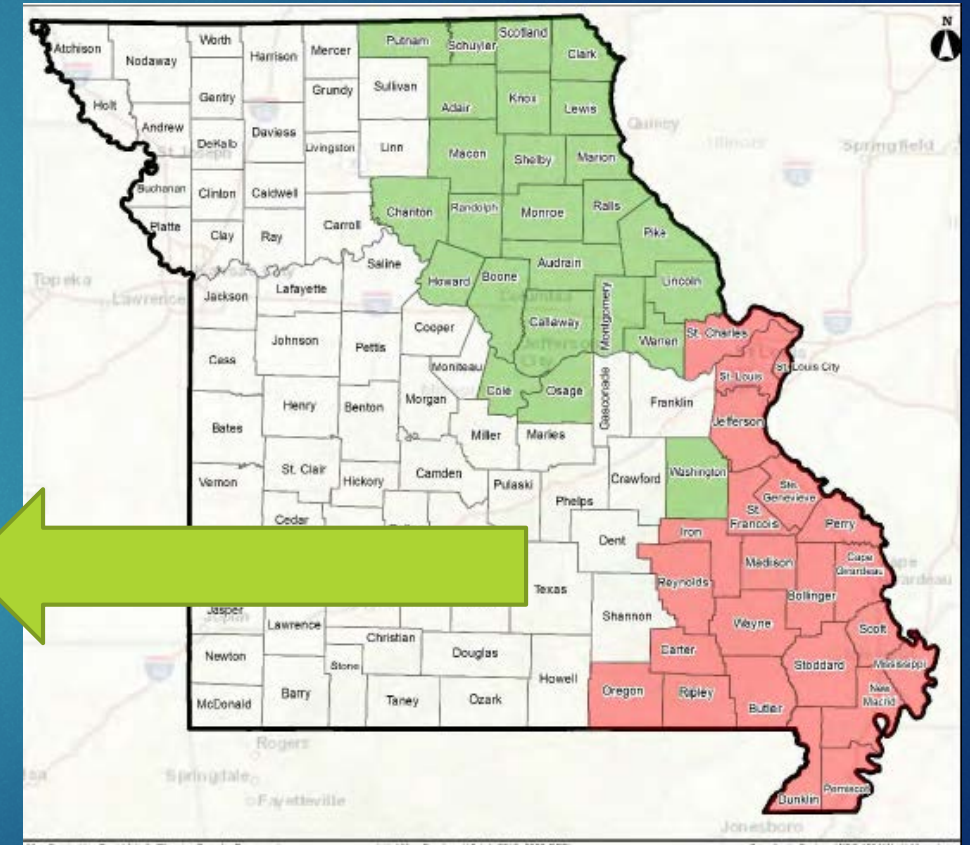 N
Atchison
Nodaway
Worth
Harrison
Mercer
Putnam
Schuyler
Scotland
Clark
Holt
Gentry
Grundy
Sullivan
Adair
Knox
Lewis
Andrew
DeKalb
Daviess
Livingston
Linn
Macon
Shelby
Marion
Quincy
Illinois
Springfield
St. Joseph
Buchanan
Clinton
Caldwell
Platte
Clay
Ray
Carroll
Chariton
Randolph
Monroe
Ralls
Pike
Topeka
Lawrence
Jackson
Lafayette
Saline
Howard
Boone
Audrain
Lincoln
Cooper
Callaway
Montgomery
Warren
St. Charles
Cass
Johnson
Pettis
Moniteau
Cole
Osage
Gasconade
Franklin
St. Louis
St. Louis City
Jefferson
City
Bates
Henry
Benton
Morgan
Miller
Maries
Jefferson
Vernon
St. Clair
Hickory
Camden
Pulaski
Phelps
Crawford
Washington
Ste. Genevieve
St. Francois
Perry
Cedar
Dent
Iron
Madison
Cape Girardeau
Texas
Reynolds
Bollinger
Jasper
Lawrence
Shannon
Wayne
Scott
Newton
Christian
Douglas
Carter
Stoddard
Mississippi
Stone
Howell
McDonald
Barry
Taney
Ozark
Oregon
Ripley
Butler
New Madrid
Rogers
Springdale
Fayetteville
Dunklin
Pemiscot
Jonesboro